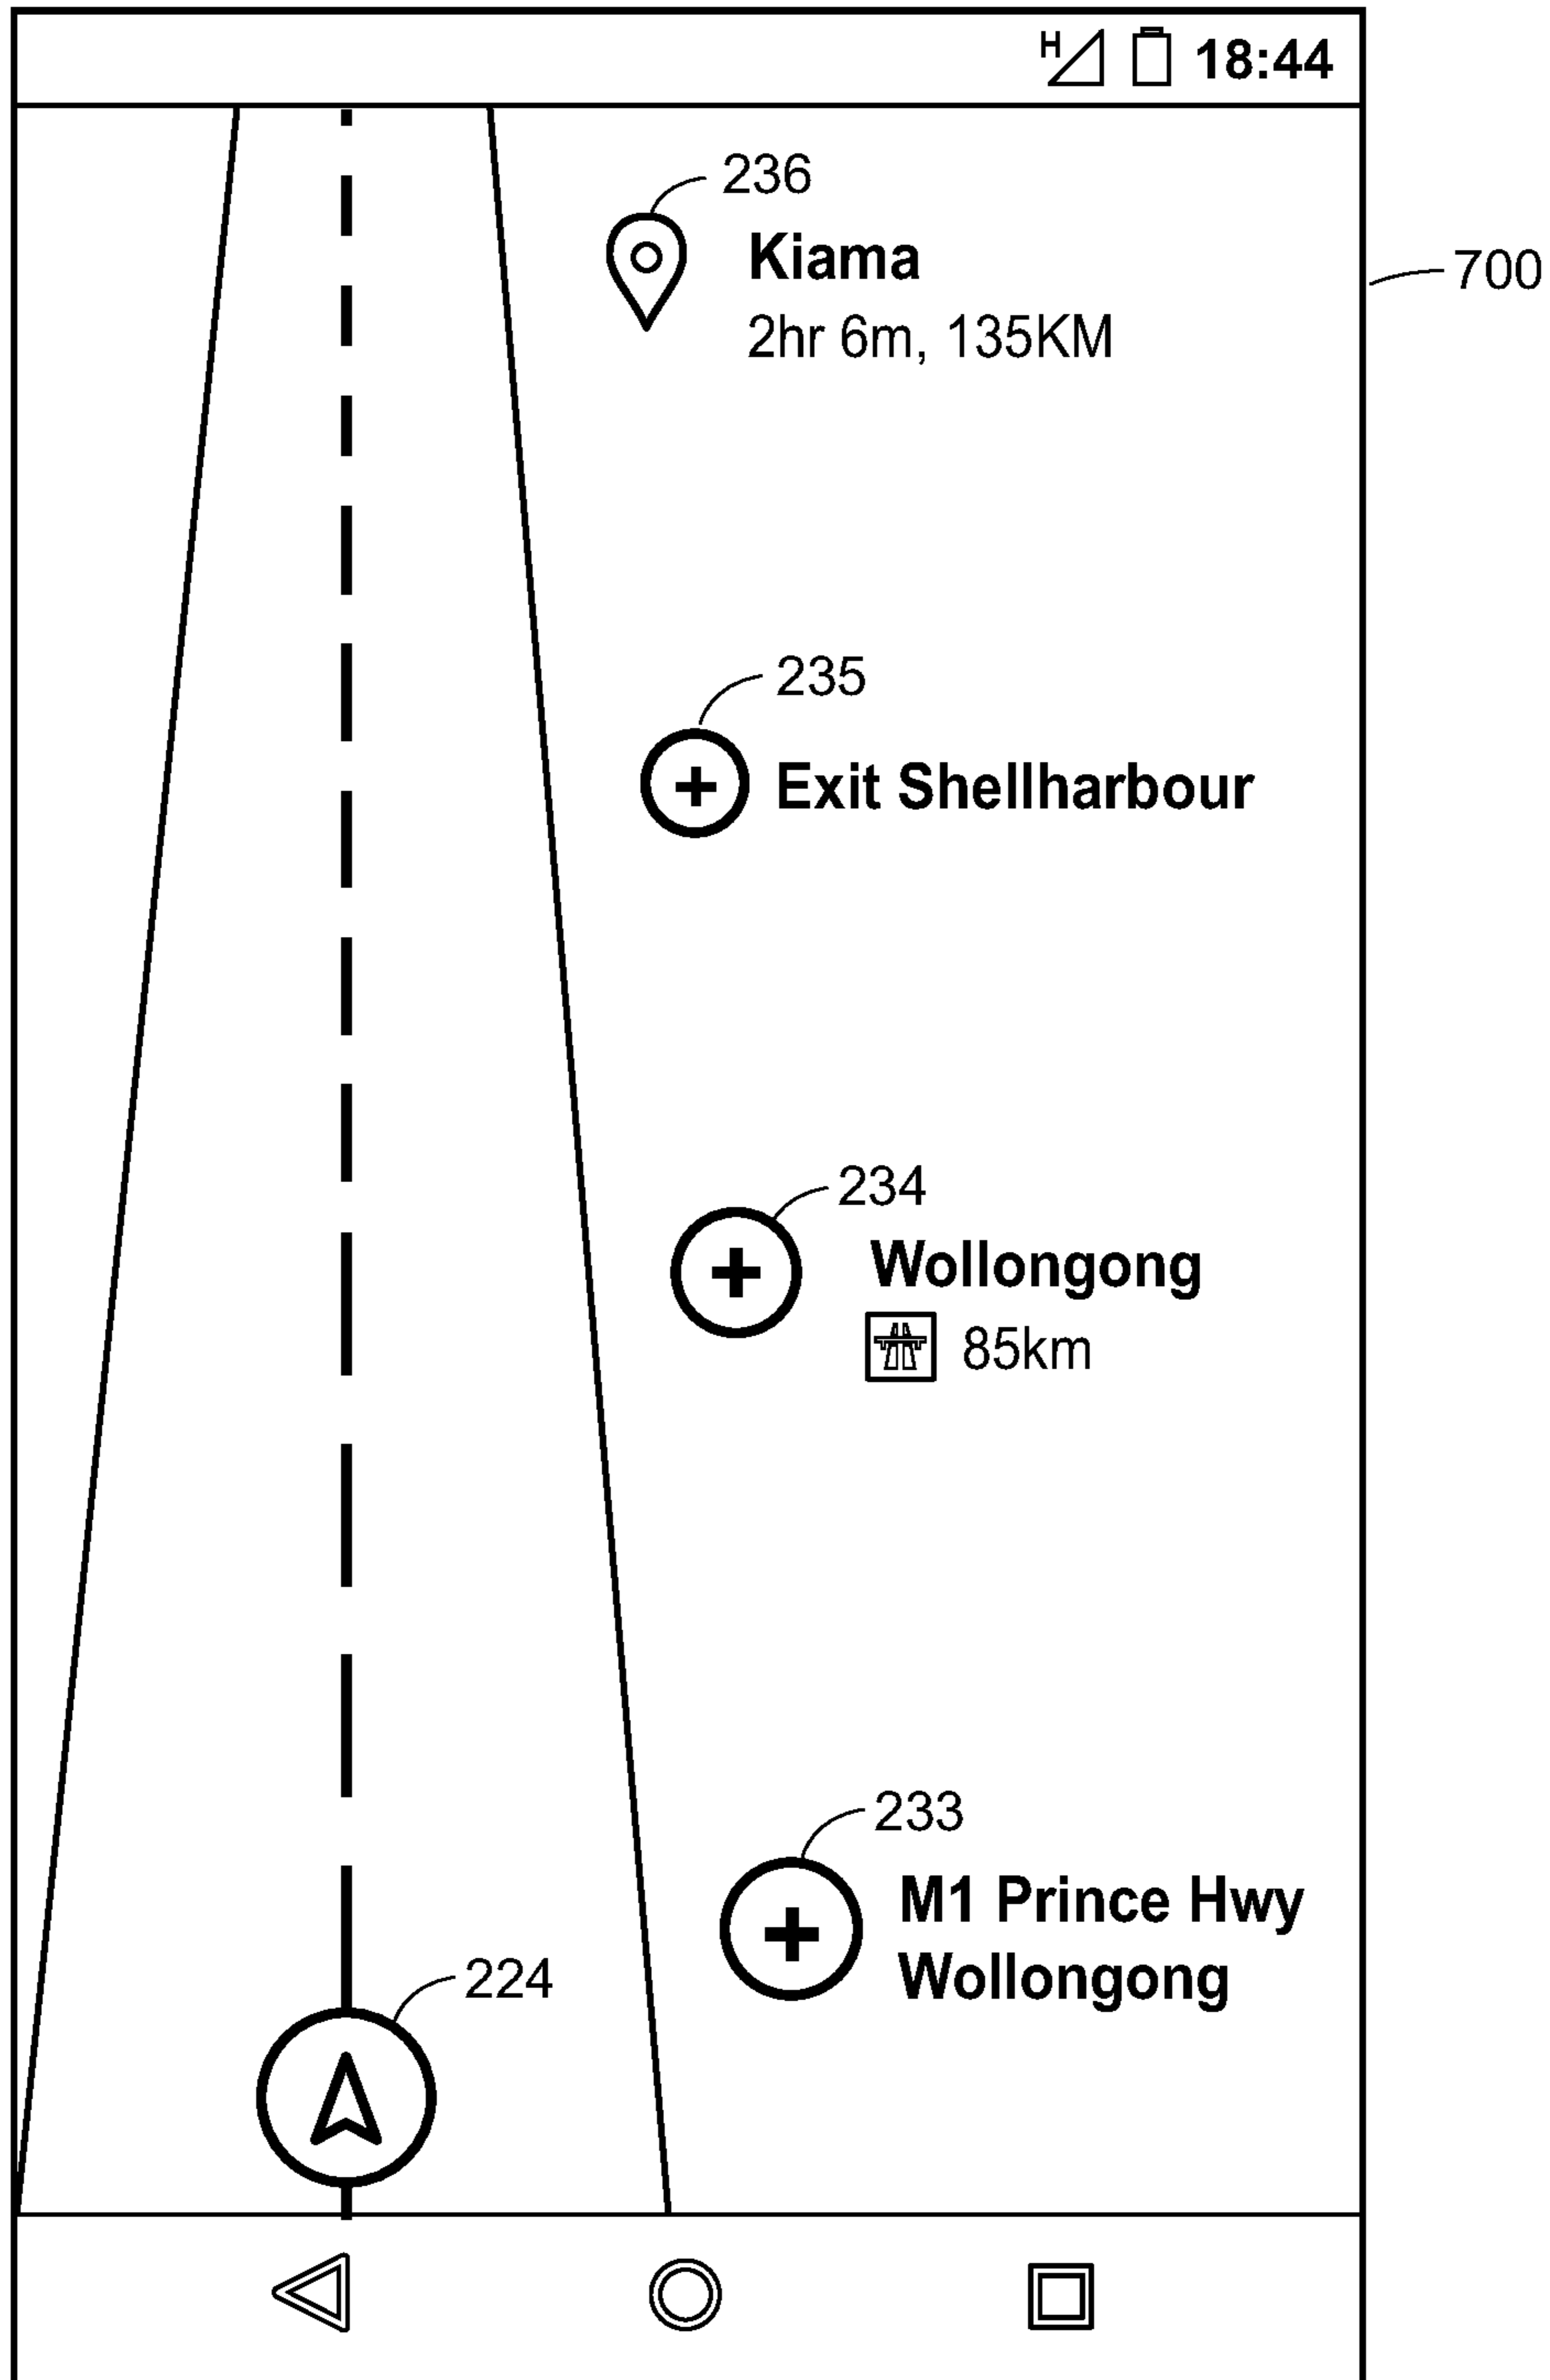 H 18:44
236
Kiama
700
2hr 6m, 135KM
235
Exit Shellharbour
234
Wollongong
85km
233
M1 Prince Hwy
Wollongong
224